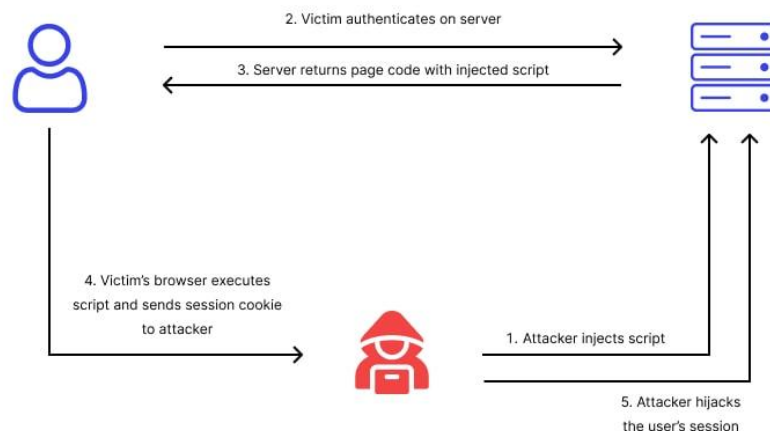 2. Victim authenticates on server
3. Server returns page code with injected script
4. Victim's browser executes
script and sends session cookie
to attacker
1. Attacker injects script
5. Attacker hijacks
the user's session